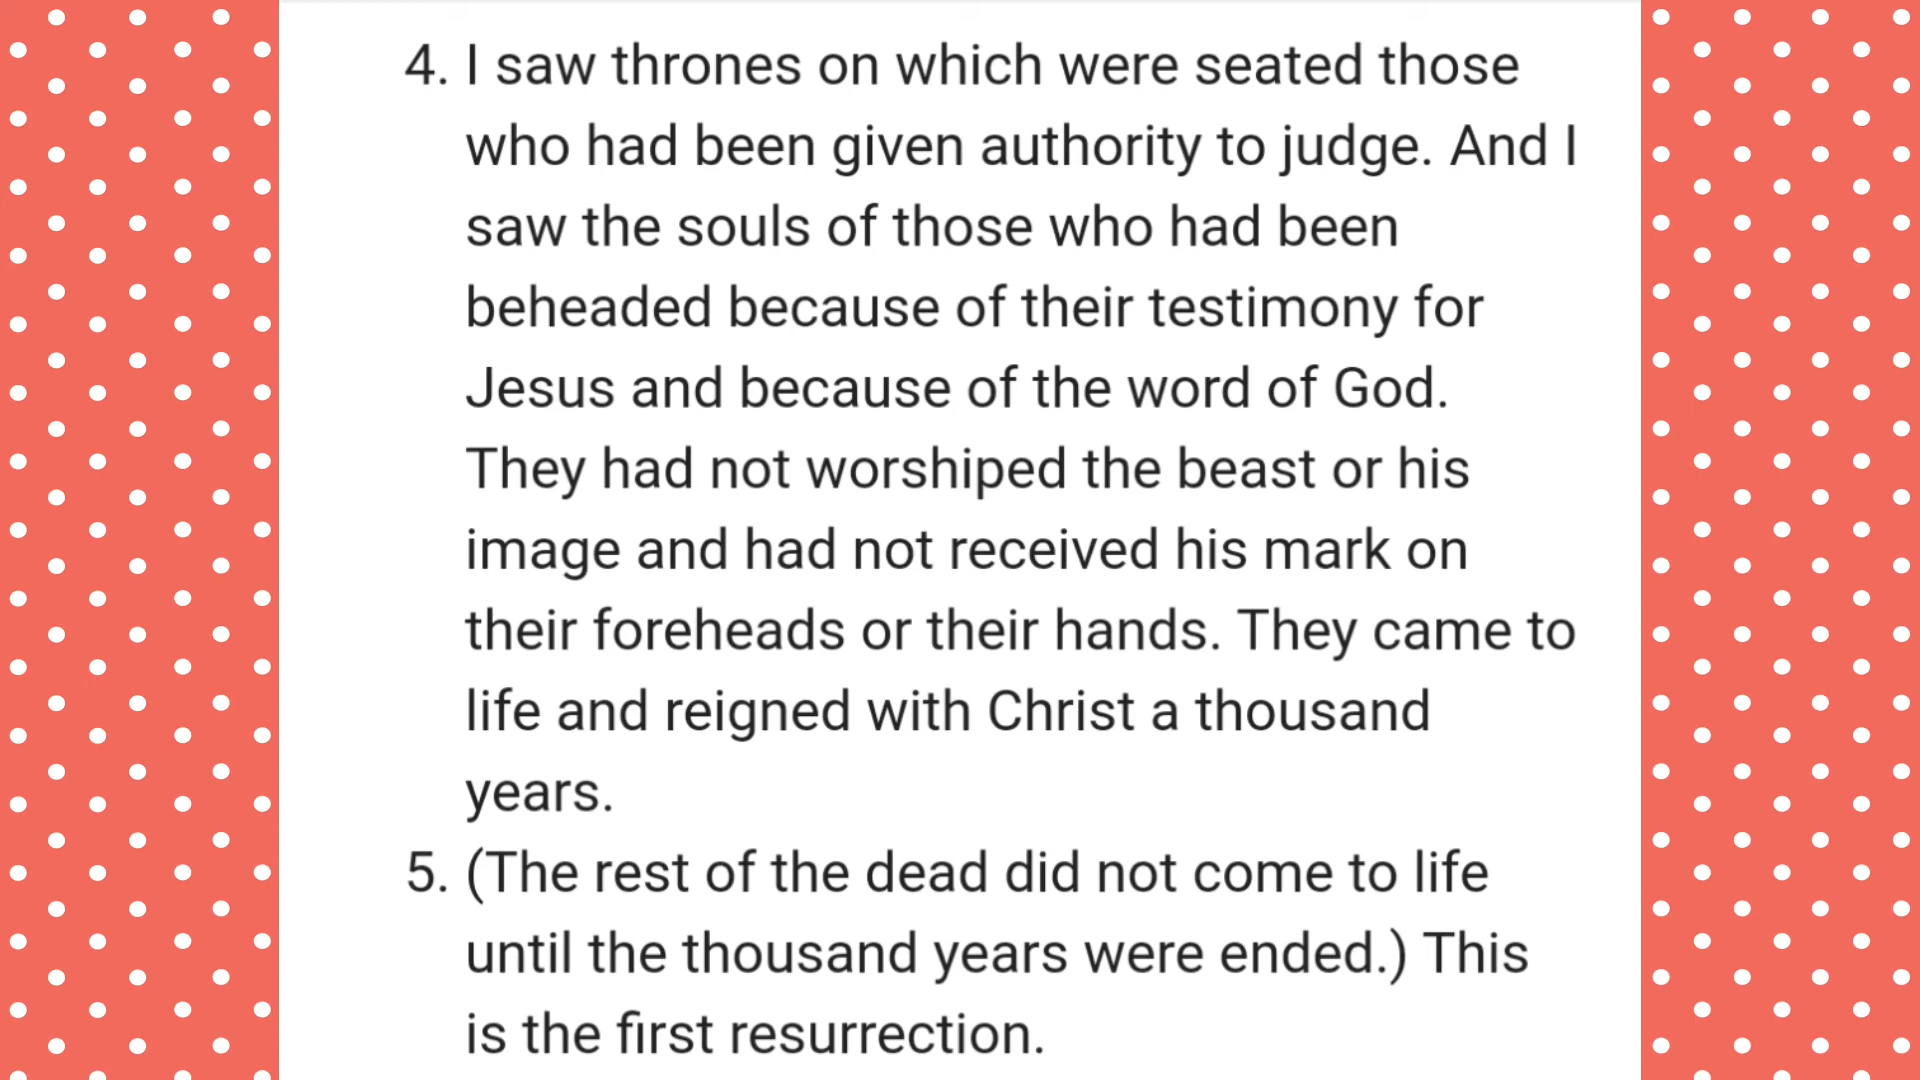 4. I saw thrones on which were seated those
who had been given authority to judge. And I
saw the souls of those who had been
beheaded because of their testimony for
Jesus and because of the word of God.
They had not worshiped the beast or his
image and had not received his mark on
their foreheads or their hands. They came to
life and reigned with Christ a thousand
years.
5. (The rest of the dead did not come to life
until the thousand years were ended.) This
is the first resurrection.